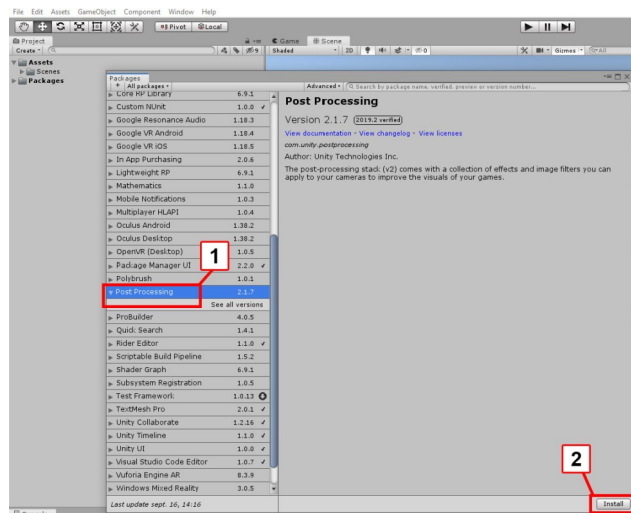 File Edit Assets GameObject Component Window Help
Pivot Local
Project
Create
9
Game Scene
Shaded 2D 0 Gizmos All
Assets
Scenes
Packages
Packages
+ All packages Advanced Search by package name, verified, preview or version number...
Core RP Library 6.9.1
Custom NUnit 1.0.0 ✓
Google Resonance Audio 1.18.3
Google VR Android 1.18.4
Google VR iOS 1.18.5
In App Purchasing 2.0.6
Lightweight RP 6.9.1
Mathematics 1.1.0
Mobile Notifications 1.0.3
Multiplayer HLAPI 1.0.4
Oculus Android 1.38.2
Oculus Desktop 1.38.2
OpenVR (Desktop) 1.0.5
Package Manager UI 2.2.0 ✓
Polybrush 1.0.1
Post Processing 2.1.7
See all versions
ProBuilder 4.0.5
Quick Search 1.4.1
Rider Editor 1.1.0 ✓
Scriptable Build Pipeline 1.5.2
Shader Graph 6.9.1
Subsystem Registration 1.0.5
Test Framework 1.0.13
TextMesh Pro 2.0.1 ✓
Unity Collaborate 1.2.16 ✓
Unity Timeline 1.1.0 ✓
Unity UI 1.0.0 ✓
Visual Studio Code Editor 1.0.7 ✓
Vuforia Engine AR 8.3.9
Windows Mixed Reality 3.0.5
Last update sept. 16, 14:16
1
Post Processing
Version 2.1.7 2019.2 verified
View documentation - View changelog - View licenses
com.unity.postprocessing
Author: Unity Technologies Inc.
The post-processing stack (v2) comes with a collection of effects and image filters you can
apply to your cameras to improve the visuals of your games.
2
Install